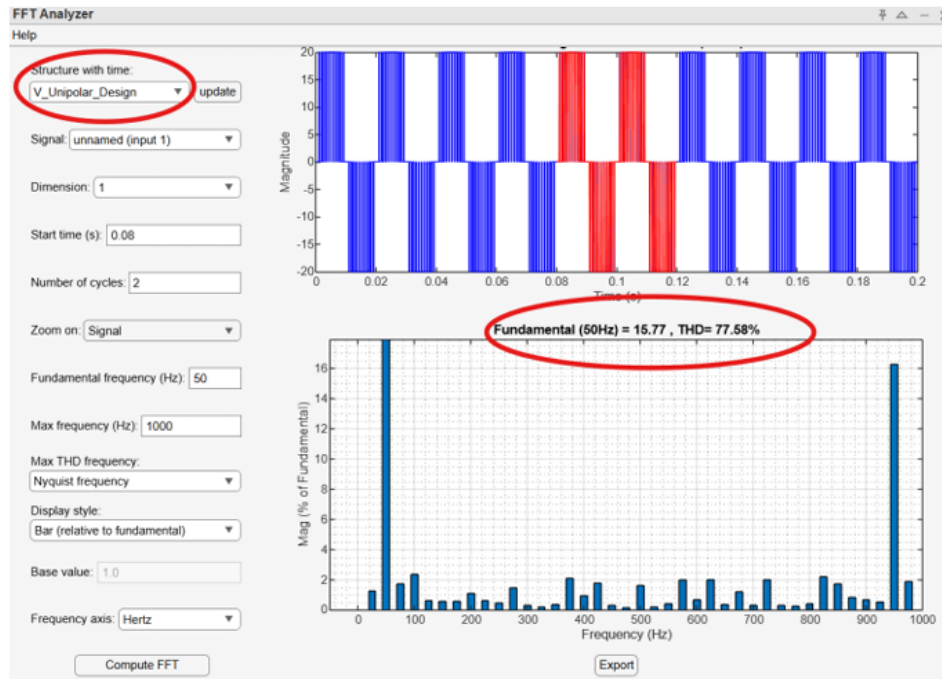 FFT Analyzer
Help
Structure with time:
V_Unipolar_Design
update
Signal: unnamed (input 1)
Dimension: 1
Start time (s): 0.08
Number of cycles: 2
Zoom on: Signal
Fundamental frequency (Hz): 50
Max frequency (Hz): 1000
Max THD frequency:
Nyquist frequency
Display style:
Bar (relative to fundamental)
Base value: 1.0
Frequency axis: Hertz
Compute FFT
20
15
10
5
0
-5
-10
-15
-20
Magnitude
0 0.02 0.04 0.06 0.08 0.1 0.12 0.14 0.16 0.18 0.2
Time (s)
Fundamental (50Hz) = 15.77 , THD= 77.58%
16
14
12
10
8
6
4
2
0
Mag (% of Fundamental)
0 100 200 300 400 500 600 700 800 900 1000
Frequency (Hz)
Export